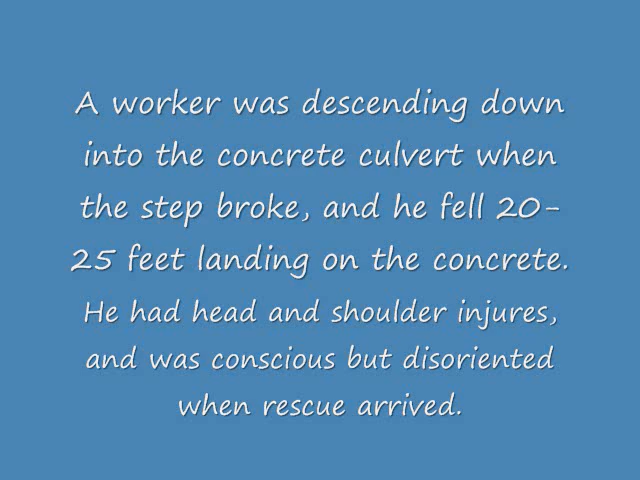 A worker was descending down
into the concrete culvert when
the step broke, and he fell 20-
25 feet landing on the concrete.
He had head and shoulder injures,
and was conscious but disoriented
when rescue arrived.